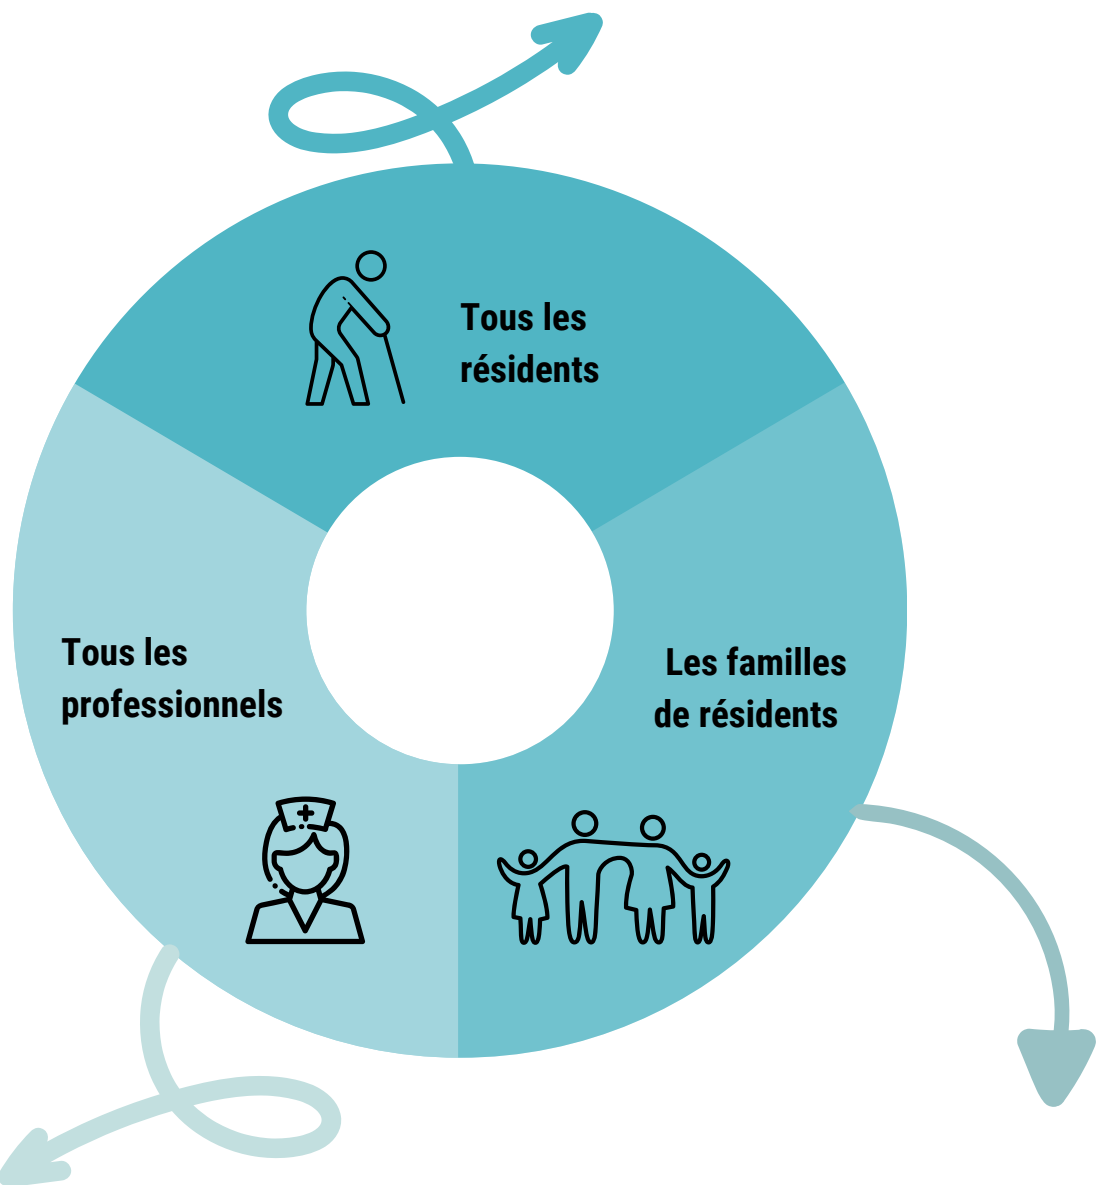 Tous les
résidents
Tous les
professionnels
Les familles
de résidents